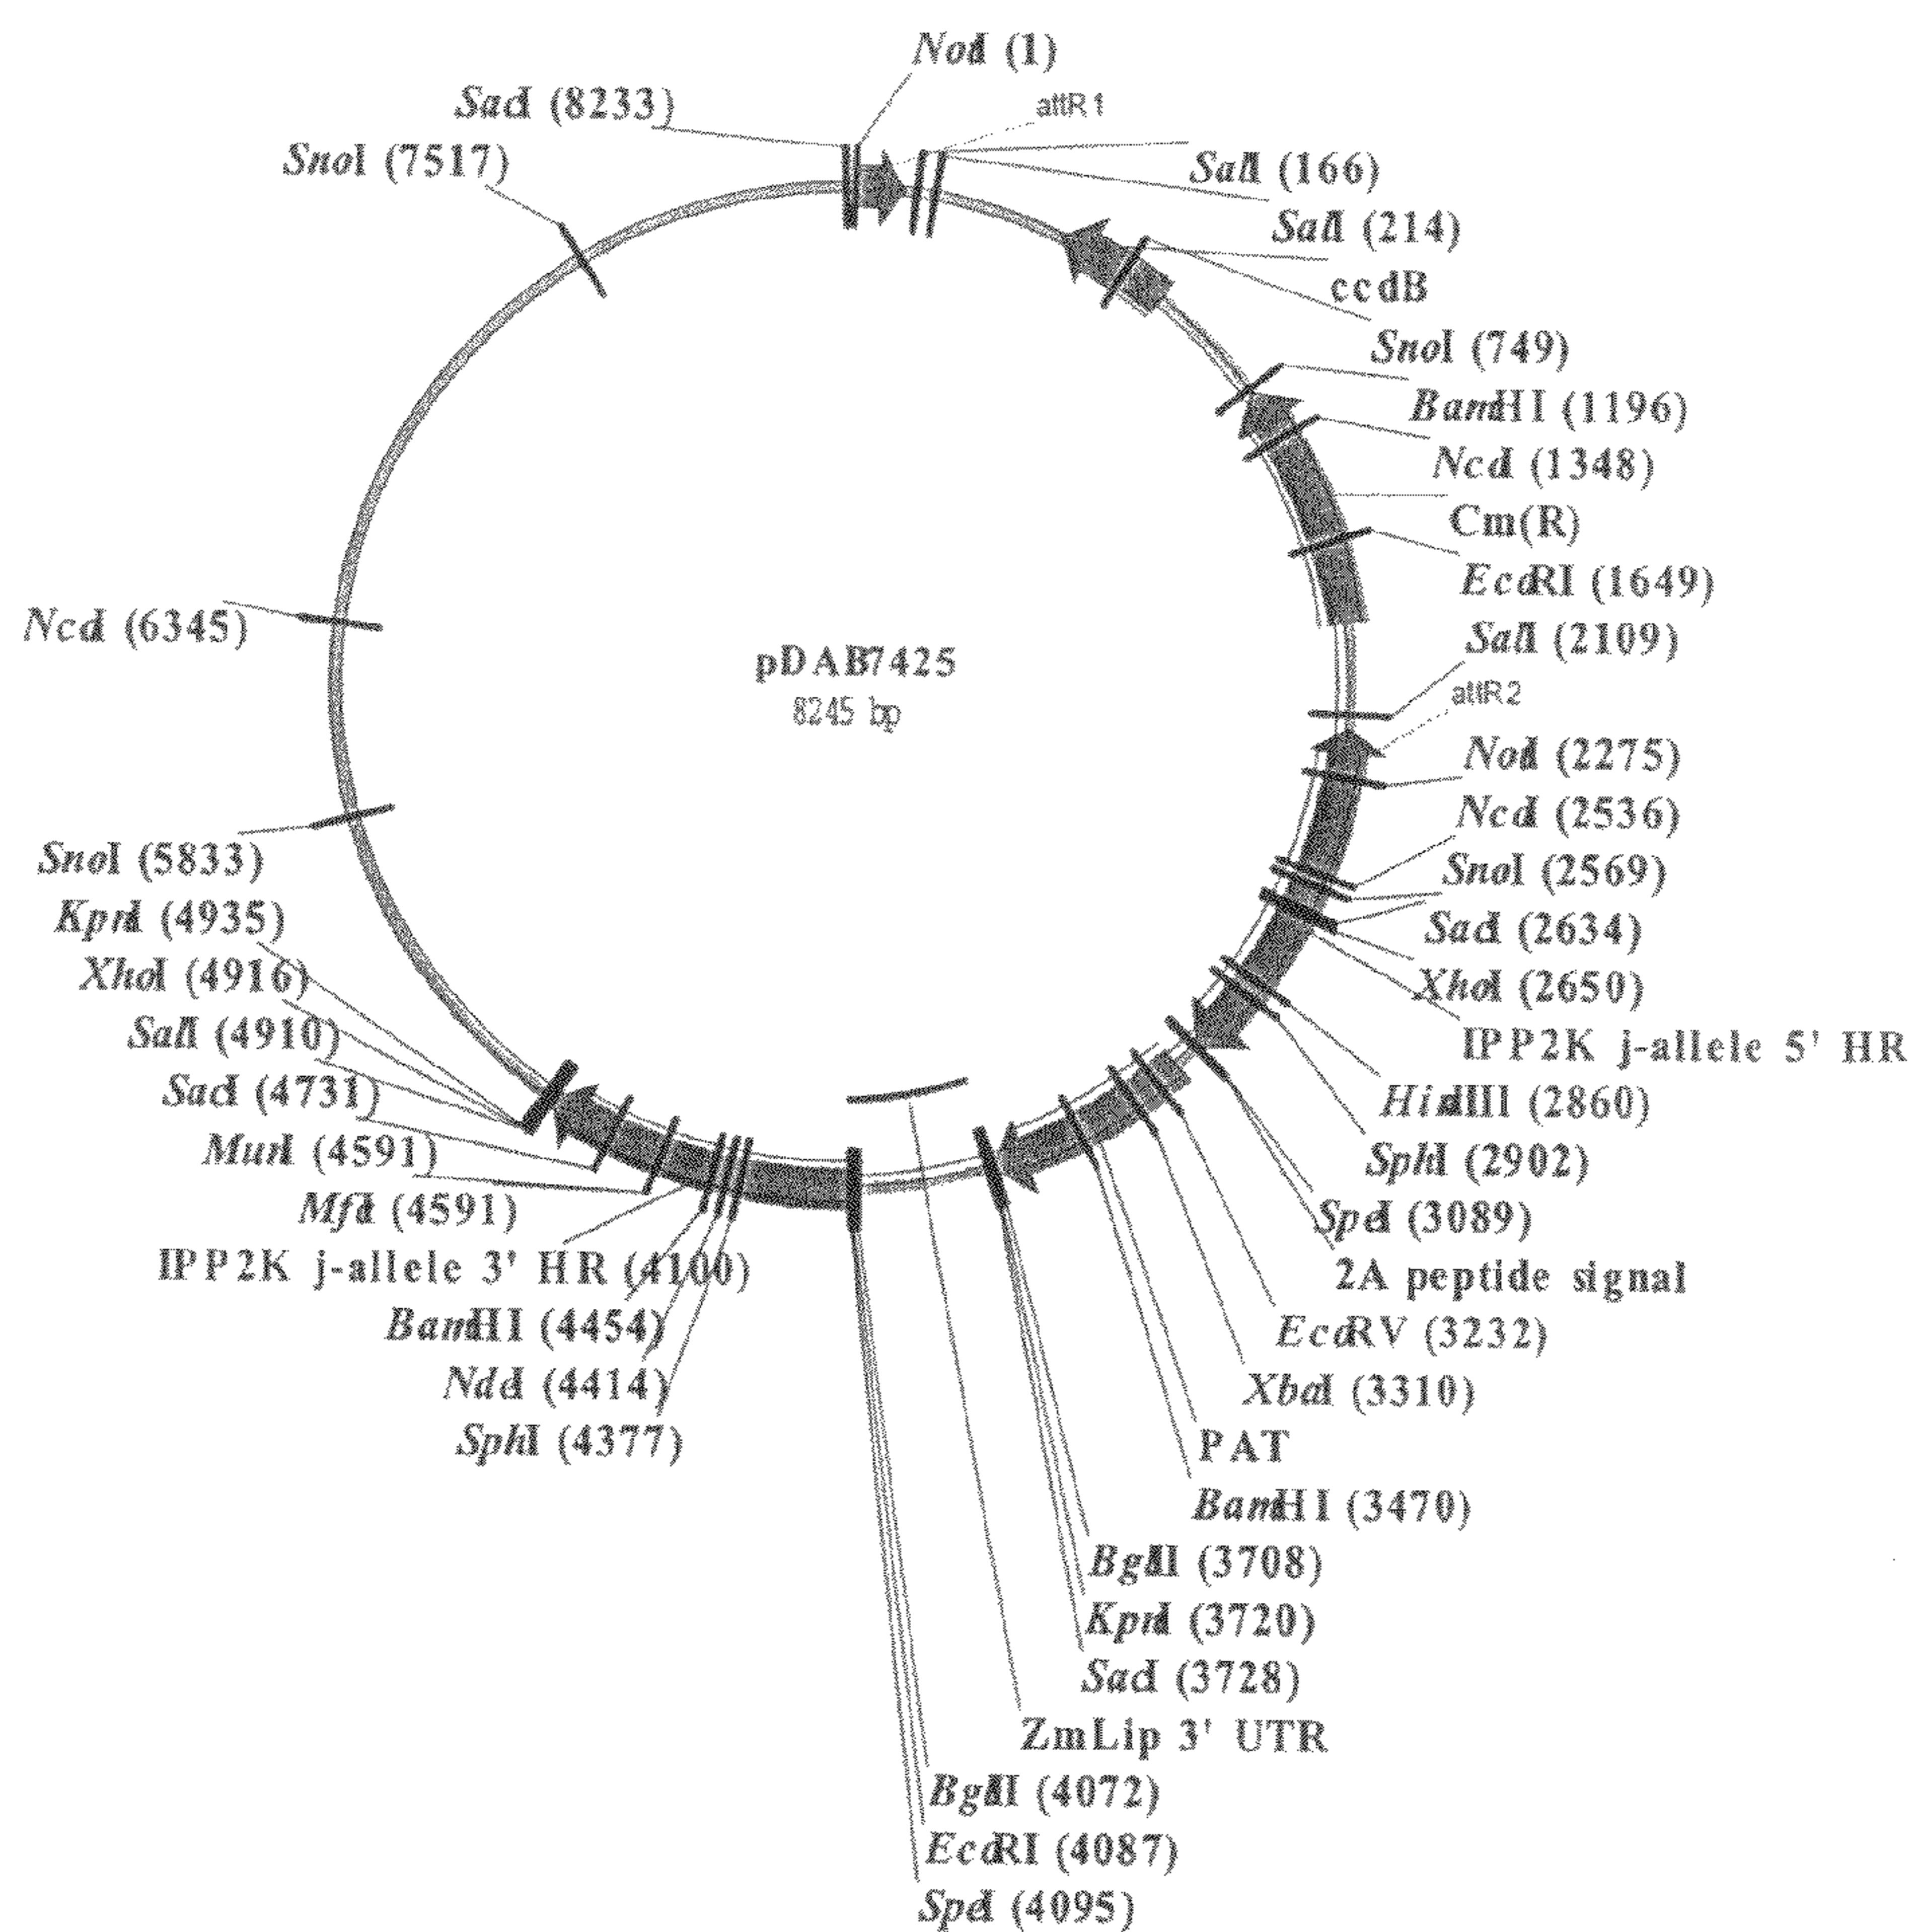 NotI (1)
attR1
SacI (8233)
SnoI (7517)
SalI (166)
SalI (214)
ccdB
SnoI (749)
BamHI (1196)
NcoI (1348)
Cm(R)
EcoRI (1649)
SalI (2109)
attR2
NotI (2275)
NcoI (2536)
SnoI (2569)
SacI (2634)
XhoI (2650)
IPP2K j-allele 5' HR
HindIII (2860)
SphI (2902)
SpeI (3089)
2A peptide signal
EcoRV (3232)
XbaI (3310)
PAT
BamHI (3470)
BglII (3708)
KpnI (3720)
SacI (3728)
ZmLip 3' UTR
BglII (4072)
EcoRI (4087)
SpeI (4095)
pDAB7425
8245 bp
NcoI (6345)
SnoI (5833)
KpnI (4935)
XhoI (4916)
SalI (4910)
SacI (4731)
MunI (4591)
MfeI (4591)
IPP2K j-allele 3' HR (4100)
BamHI (4454)
NdeI (4414)
SphI (4377)